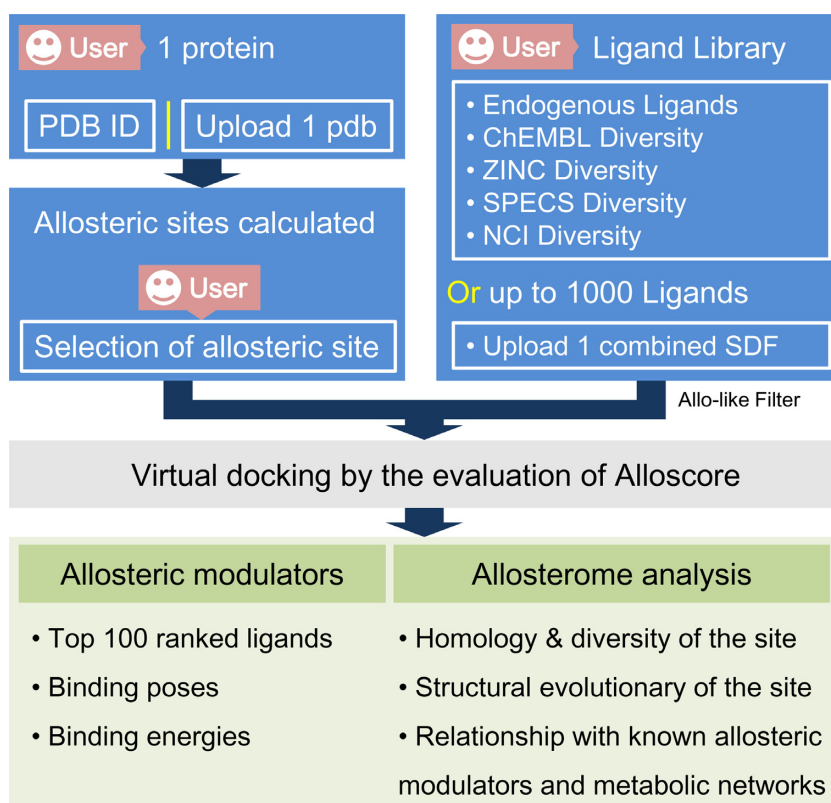 User 1 protein
PDB ID | Upload 1 pdb
Allosteric sites calculated
User
Selection of allosteric site
User Ligand Library
• Endogenous Ligands
• ChEMBL Diversity
• ZINC Diversity
• SPECS Diversity
• NCI Diversity
Or up to 1000 Ligands
• Upload 1 combined SDF
Allo-like Filter
Virtual docking by the evaluation of Alloscore
Allosteric modulators
• Top 100 ranked ligands
• Binding poses
• Binding energies
Allosterome analysis
• Homology & diversity of the site
• Structural evolutionary of the site
• Relationship with known allosteric
modulators and metabolic networks